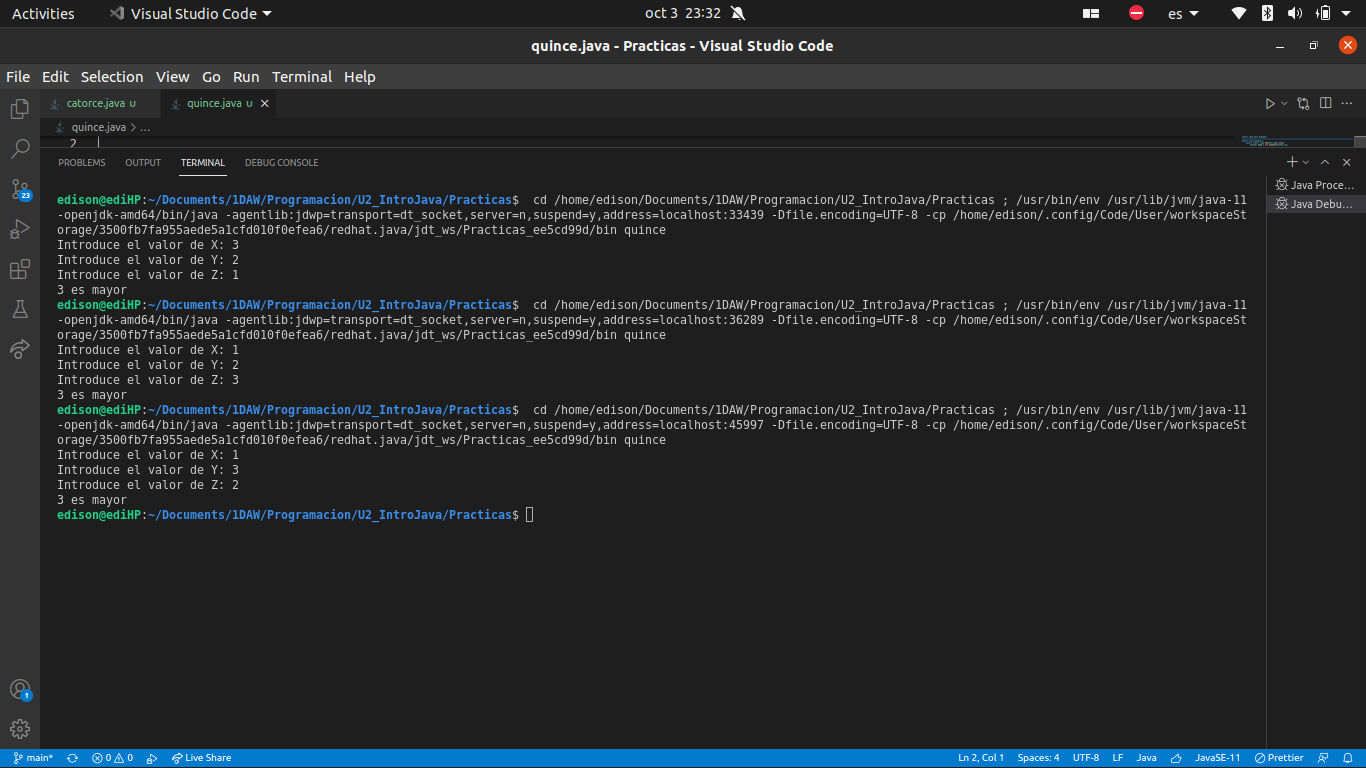 Activities Visual Studio Code oct 3 23:32 es
quince.java - Practicas - Visual Studio Code
File Edit Selection View Go Run Terminal Help
catorce.java U quince.java U
quince.java > ...
2
PROBLEMS OUTPUT TERMINAL DEBUG CONSOLE
Java Proce...
Java Debu...
edison@ediHP:~/Documents/1DAW/Programacion/U2_IntroJava/Practicas$ cd /home/edison/Documents/1DAW/Programacion/U2_IntroJava/Practicas ; /usr/bin/env /usr/lib/jvm/java-11
-openjdk-amd64/bin/java -agentlib:jdwp=transport=dt_socket,server=n,suspend=y,address=localhost:33439 -Dfile.encoding=UTF-8 -cp /home/edison/.config/Code/User/workspaceSt
orage/3500fb7fa955aede5a1cfd010f0efea6/redhat.java/jdt_ws/Practicas_ee5cd99d/bin quince
Introduce el valor de X: 3
Introduce el valor de Y: 2
Introduce el valor de Z: 1
3 es mayor
edison@ediHP:~/Documents/1DAW/Programacion/U2_IntroJava/Practicas$ cd /home/edison/Documents/1DAW/Programacion/U2_IntroJava/Practicas ; /usr/bin/env /usr/lib/jvm/java-11
-openjdk-amd64/bin/java -agentlib:jdwp=transport=dt_socket,server=n,suspend=y,address=localhost:36289 -Dfile.encoding=UTF-8 -cp /home/edison/.config/Code/User/workspaceSt
orage/3500fb7fa955aede5a1cfd010f0efea6/redhat.java/jdt_ws/Practicas_ee5cd99d/bin quince
Introduce el valor de X: 1
Introduce el valor de Y: 2
Introduce el valor de Z: 3
3 es mayor
edison@ediHP:~/Documents/1DAW/Programacion/U2_IntroJava/Practicas$ cd /home/edison/Documents/1DAW/Programacion/U2_IntroJava/Practicas ; /usr/bin/env /usr/lib/jvm/java-11
-openjdk-amd64/bin/java -agentlib:jdwp=transport=dt_socket,server=n,suspend=y,address=localhost:45997 -Dfile.encoding=UTF-8 -cp /home/edison/.config/Code/User/workspaceSt
orage/3500fb7fa955aede5a1cfd010f0efea6/redhat.java/jdt_ws/Practicas_ee5cd99d/bin quince
Introduce el valor de X: 1
Introduce el valor de Y: 3
Introduce el valor de Z: 2
3 es mayor
edison@ediHP:~/Documents/1DAW/Programacion/U2_IntroJava/Practicas$
23
1
main* 0 0 Live Share Ln 2, Col 1 Spaces: 4 UTF-8 LF Java JavaSE-11 Prettier